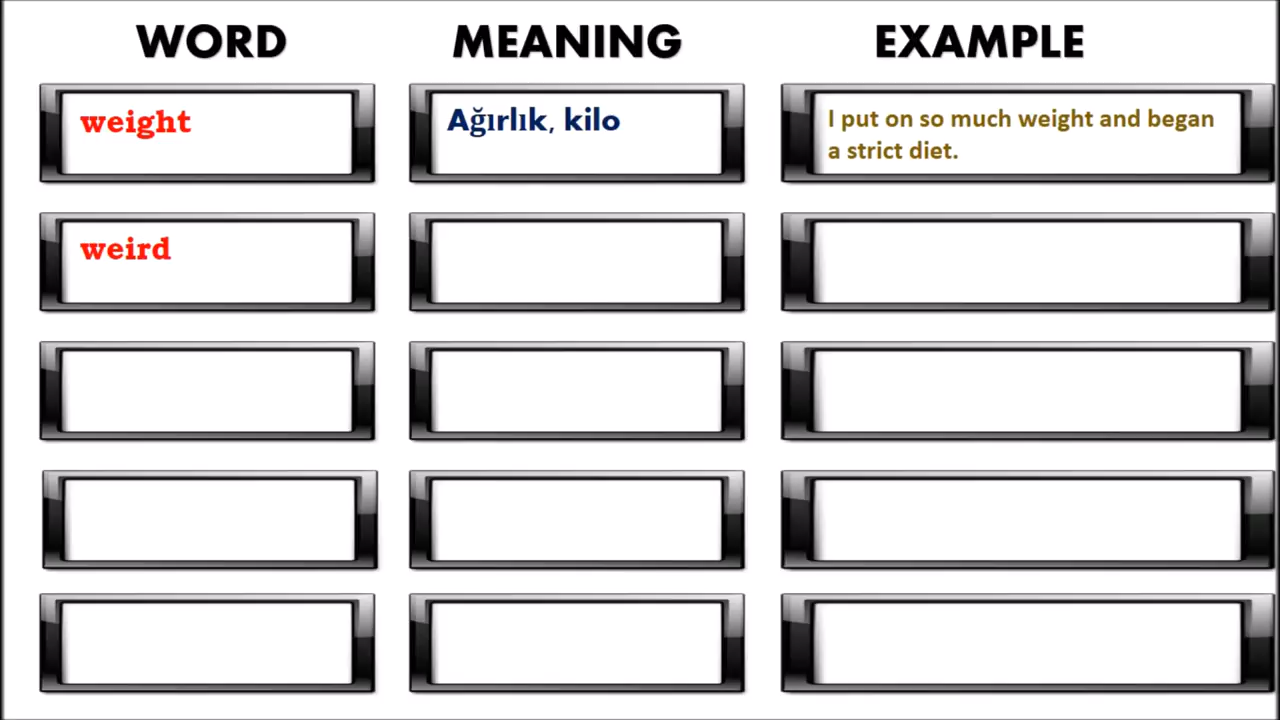 WORD MEANING EXAMPLE
weight Ağırlık, kilo I put on so much weight and began
a strict diet.
weird